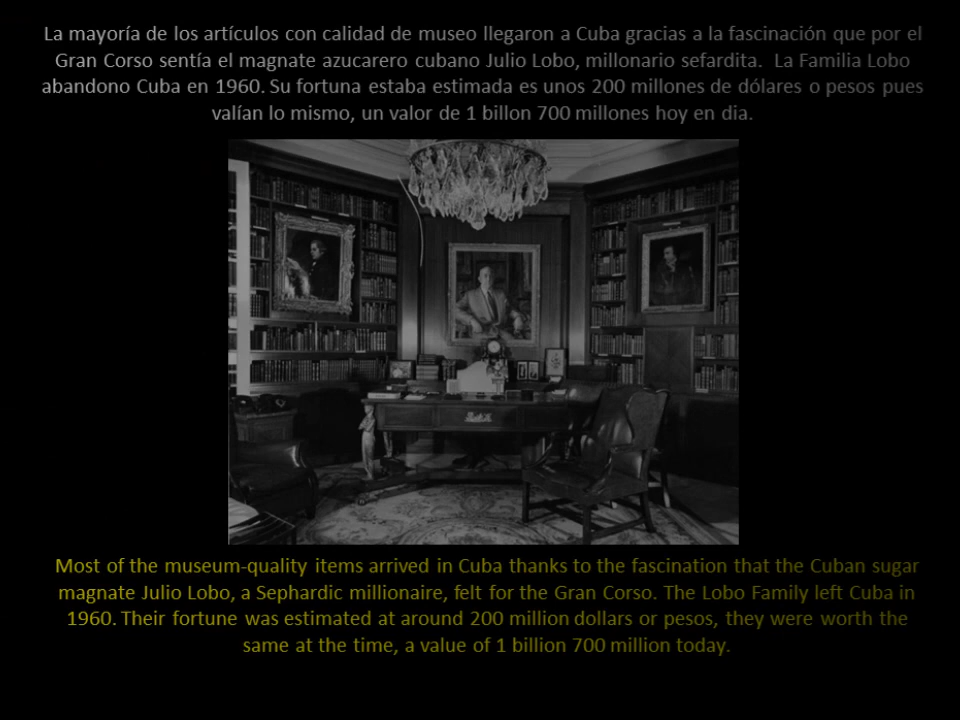 La mayoría de los artículos con calidad de museo llegaron a Cuba gracias a la fascinación que por el
Gran Corso sentía el magnate azucarero cubano Julio Lobo, millonario sefardita.  La Familia Lobo
abandono Cuba en 1960. Su fortuna estaba estimada es unos 200 millones de dólares o pesos pues
valían lo mismo, un valor de 1 billon 700 millones hoy en dia.
Most of the museum-quality items arrived in Cuba thanks to the fascination that the Cuban sugar
magnate Julio Lobo, a Sephardic millionaire, felt for the Gran Corso. The Lobo Family left Cuba in
1960. Their fortune was estimated at around 200 million dollars or pesos, they were worth the
same at the time, a value of 1 billion 700 million today.